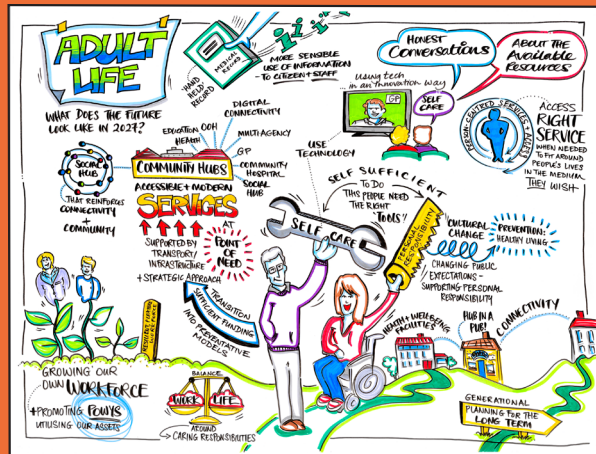 ADULT
LIFE
WHAT DOES THE FUTURE
LOOK LIKE IN 2027?
HAND
HELD
RECORD
MEDICAL
RECORD
MORE SENSIBLE
USE OF INFORMATION
- TO CITIZEN + STAFF
HONEST
Conversations
ABOUT THE
Available
Resources
Using tech
in an innovation way
GP
SELF
CARE
PERSON-CENTRED SERVICES + ACCESS
ACCESS
RIGHT
SERVICE
WHEN NEEDED
TO FIT AROUND
PEOPLE'S LIVES
IN THE MEDIUM
THEY WISH
SOCIAL
HUB
THAT REINFORCES
CONNECTIVITY
+
COMMUNITY
EDUCATION
HEALTH
OOH
DIGITAL
CONNECTIVITY
MULTI AGENCY
GP
COMMUNITY
HOSPITAL
SOCIAL
HUB
COMMUNITY HUBS
ACCESSIBLE + MODERN
SERVICES
AT
POINT
OF
NEED
SUPPORTED BY
TRANSPORT/
INFRASTRUCTURE
+ STRATEGIC APPROACH
USE
TECHNOLOGY
SELF SUFFICIENT
TO DO
THIS PEOPLE NEED
THE RIGHT
"TOOLS"
SELF CARE
PERSONAL
RESPONSIBILITY
"CULTURAL
CHANGE"
CHANGING PUBLIC
EXPECTATIONS -
SUPPORTING PERSONAL
RESPONSIBILITY
PREVENTION:
HEALTHY LIVING
TRANSITION
SUFFICIENT FUNDING
INTO PREVENTATIVE
MODELS
HEALTH + WELLBEING
FACILITIES
HUB IN A
PUB!
CONNECTIVITY
GROWING OUR
OWN WORKFORCE
+ PROMOTING POWYS
UTILISING OUR ASSETS
BALANCE
WORK
LIFE
AROUND
CARING RESPONSIBILITIES
GENERATIONAL
PLANNING FOR THE
LONG TERM